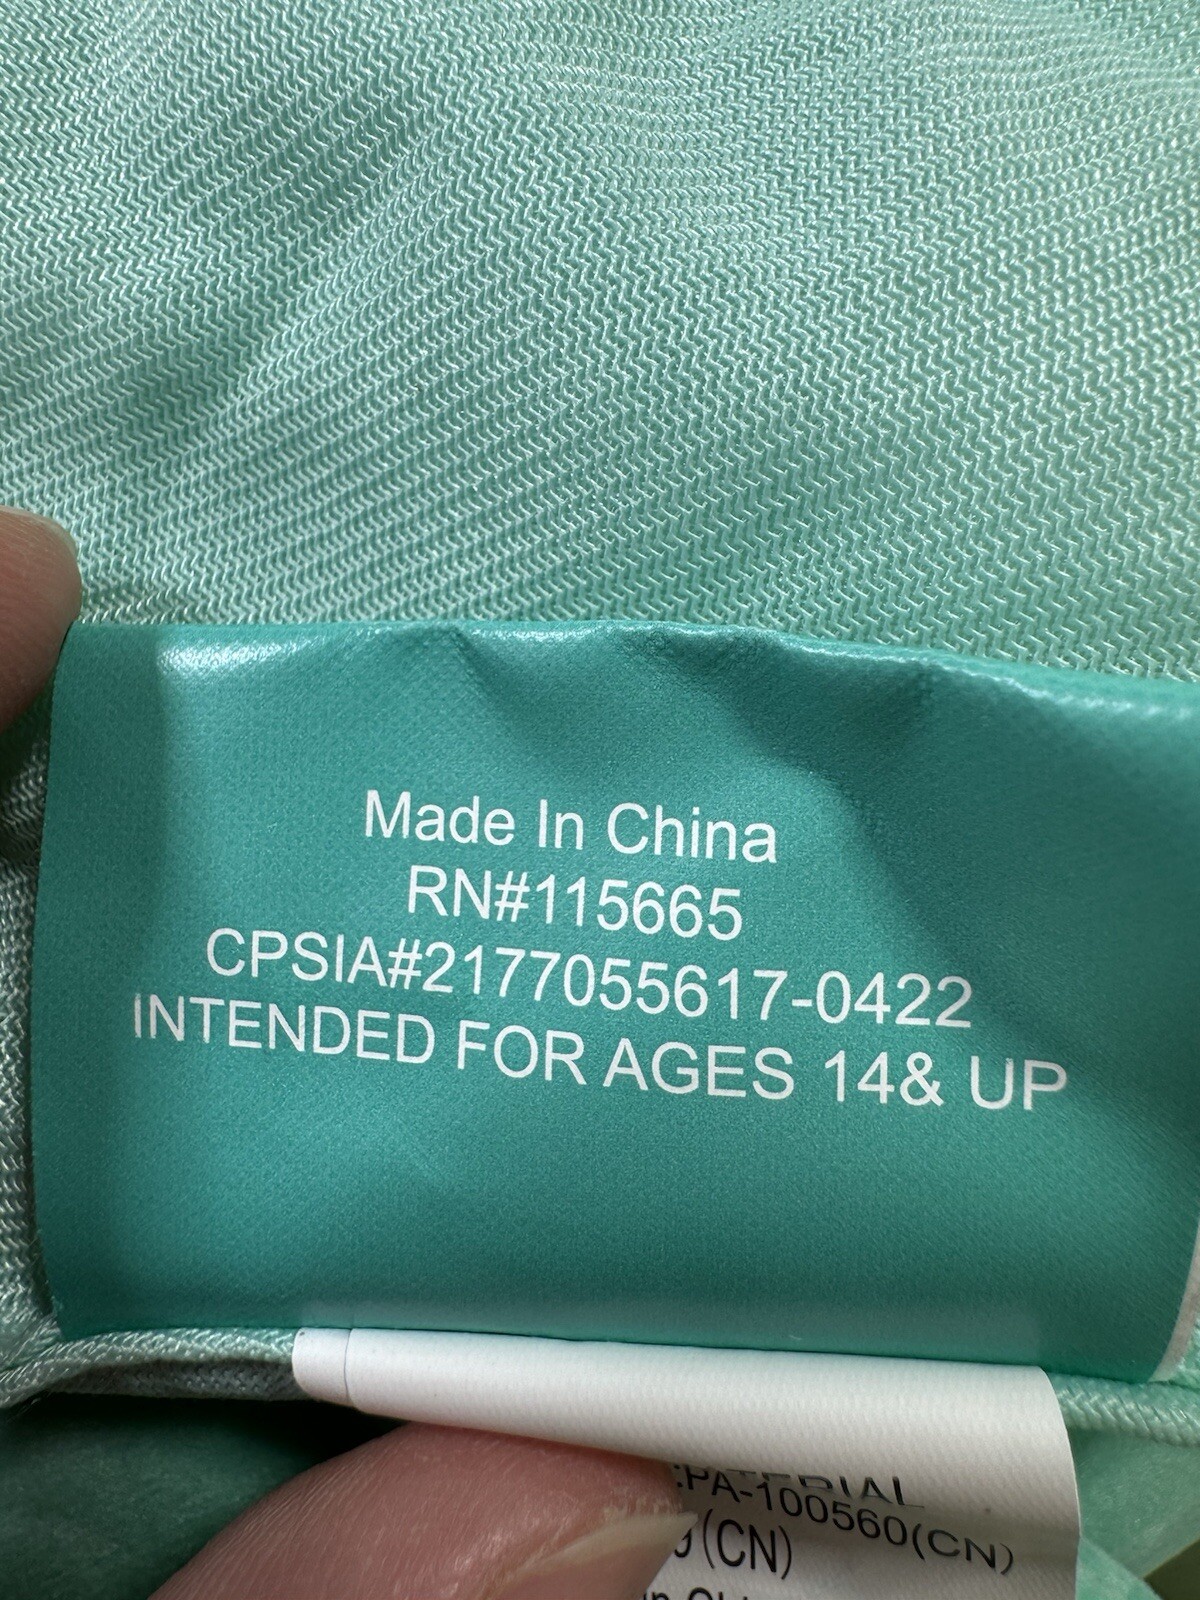 Made In China
RN#115665
CPSIA#2177055617-0422
INTENDED FOR AGES 14& UP
PA-100560(CN)
(CN)